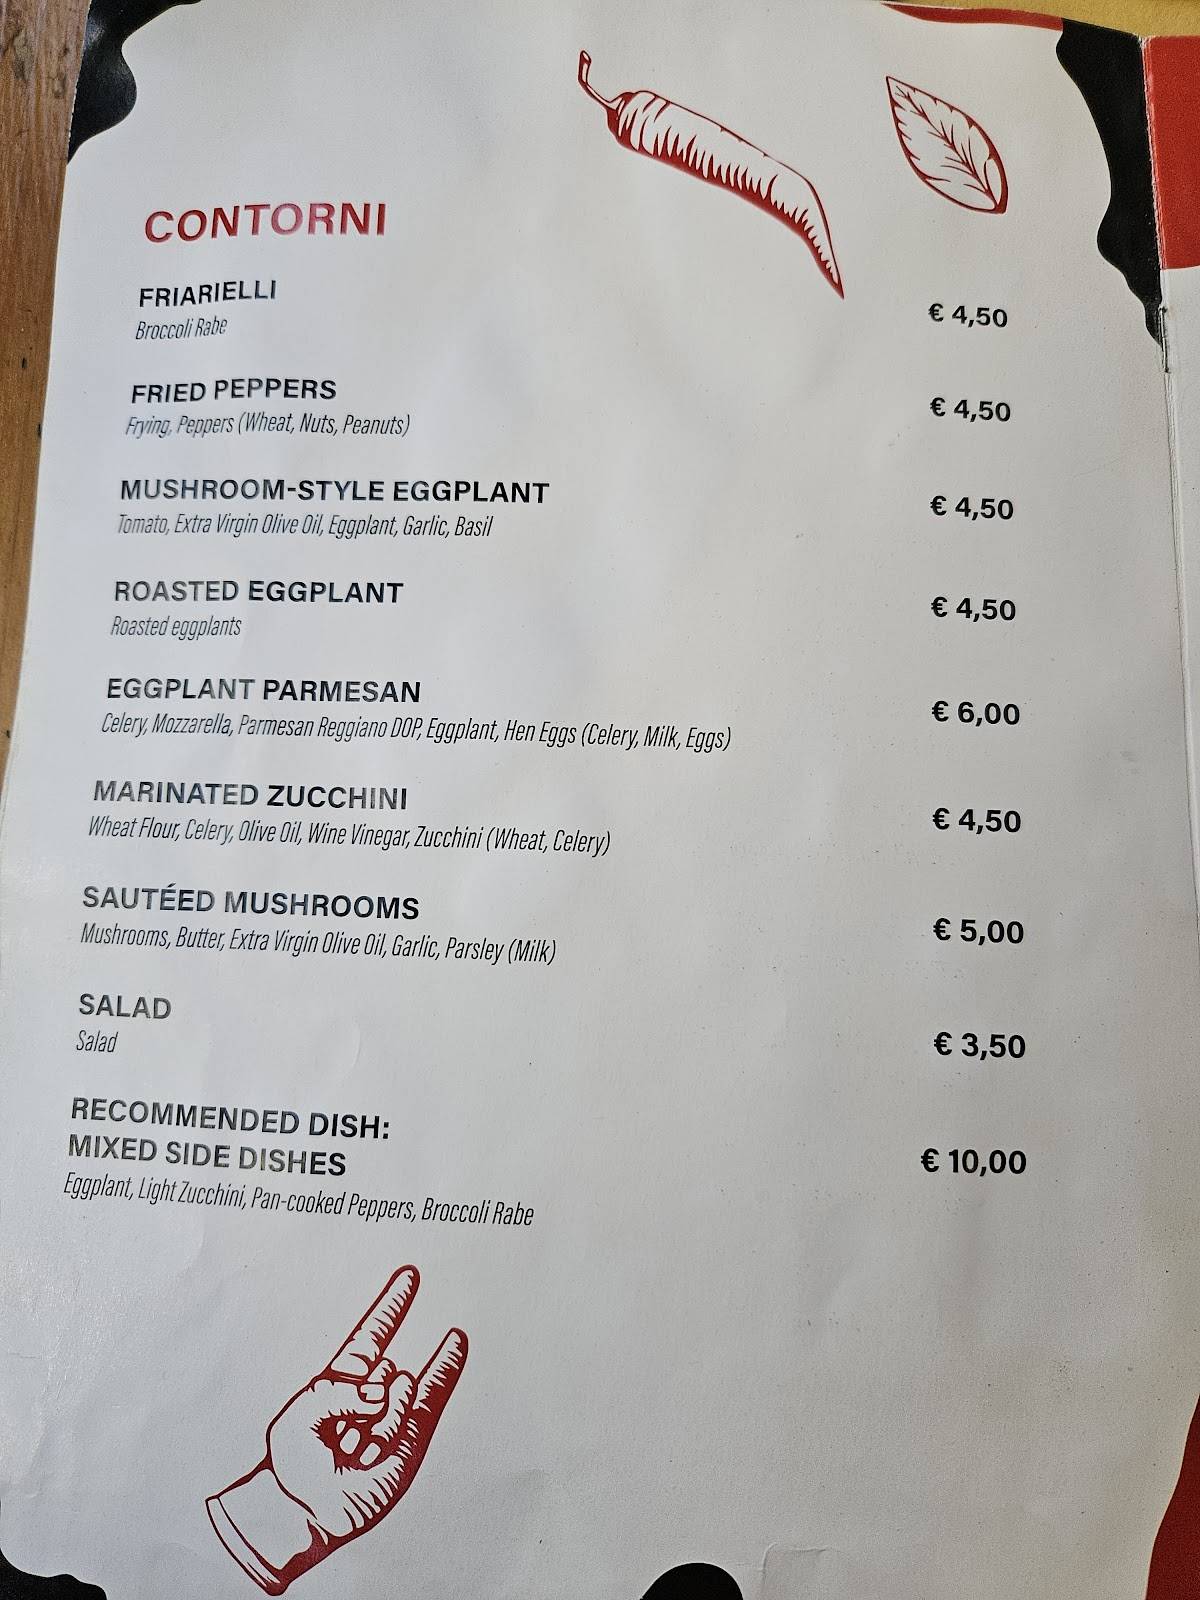 CONTORNI
FRIARIELLI
€ 4,50
Broccoli Rabe
FRIED PEPPERS
€ 4,50
Frying, Peppers (Wheat, Nuts, Peanuts)
MUSHROOM-STYLE EGGPLANT
€ 4,50
Tomato, Extra Virgin Olive Oil, Eggplant, Garlic, Basil
ROASTED EGGPLANT
€ 4,50
Roasted eggplants
EGGPLANT PARMESAN
€ 6,00
Celery, Mozzarella, Parmesan Reggiano DOP, Eggplant, Hen Eggs (Celery, Milk, Eggs)
MARINATED ZUCCHINI
€ 4,50
Wheat Flour, Celery, Olive Oil, Wine Vinegar, Zucchini (Wheat, Celery)
SAUTÉED MUSHROOMS
€ 5,00
Mushrooms, Butter, Extra Virgin Olive Oil, Garlic, Parsley (Milk)
SALAD
€ 3,50
Salad
RECOMMENDED DISH:
MIXED SIDE DISHES
€ 10,00
Eggplant, Light Zucchini, Pan-cooked Peppers, Broccoli Rabe